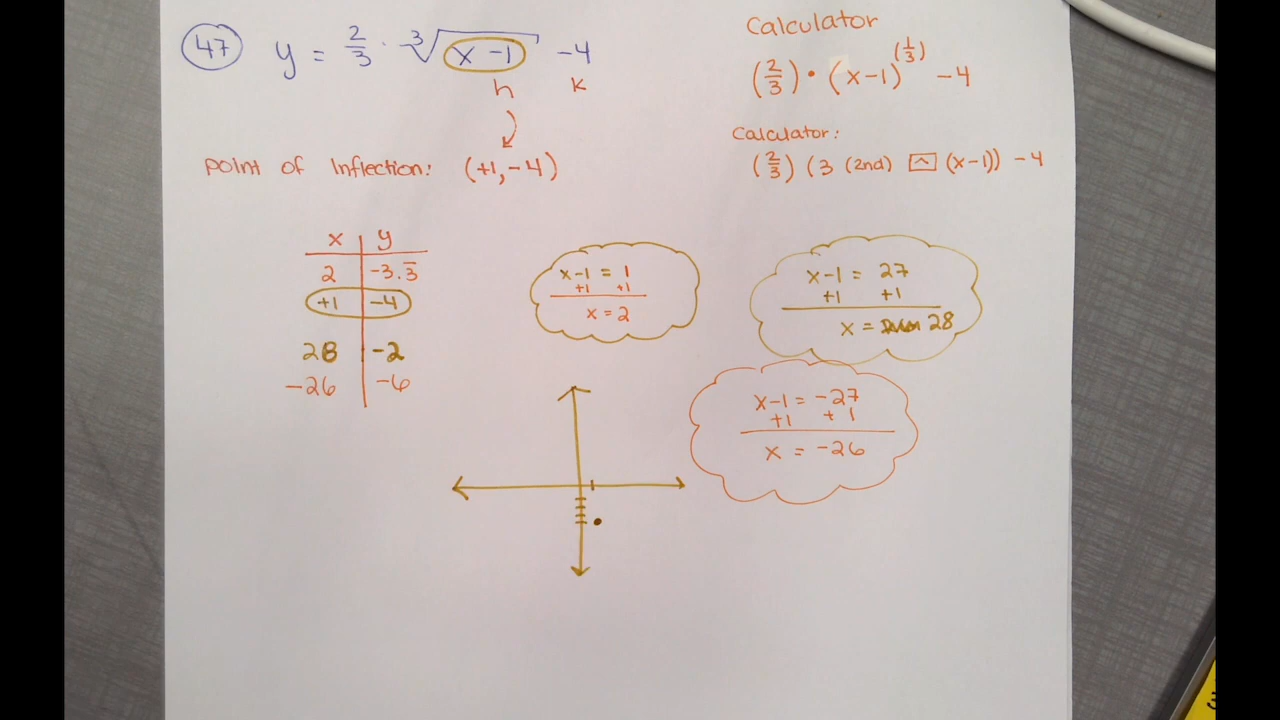 47 y = 2/3 · ∛(x - 1) - 4
h k
Point of Inflection: (+1, -4)
Calculator
(2/3) • (x-1)^(1/3) - 4
Calculator:
(2/3) (3 (2nd) [^] (x-1)) - 4
x | y
2 | -3.3̅
+1 | -4
28 | -2
-26 | -6
x-1 = 1
+1 +1
x = 2
x-1 = 27
+1 +1
x = 28
x-1 = -27
+1 +1
x = -26